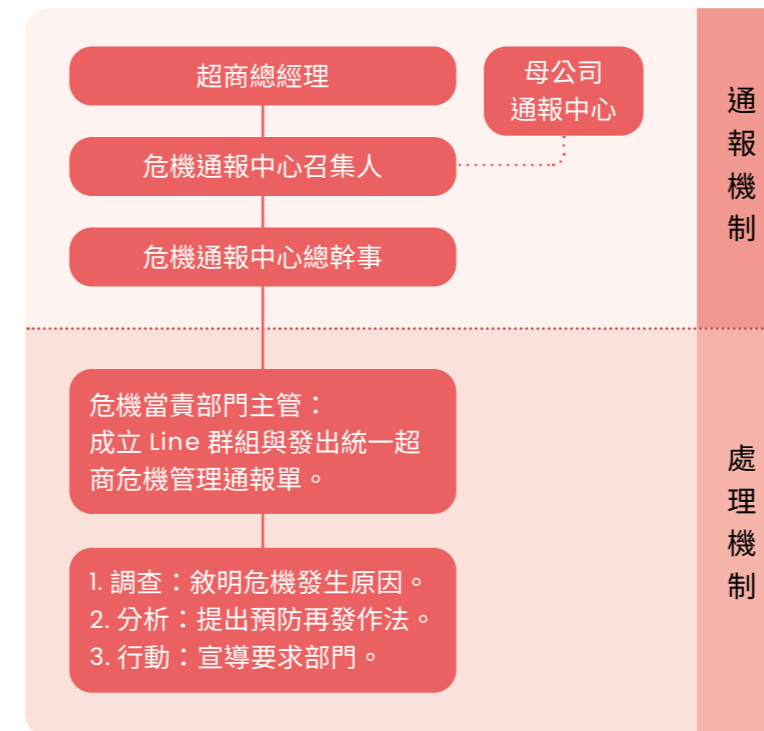 超商總經理
母公司
通報中心
危機通報中心召集人
危機通報中心總幹事
通報機制
危機當責部門主管：
成立 Line 群組與發出統一超
商危機管理通報單。
1. 調查：敘明危機發生原因。
2. 分析：提出預防再發作法。
3. 行動：宣導要求部門。
處理機制